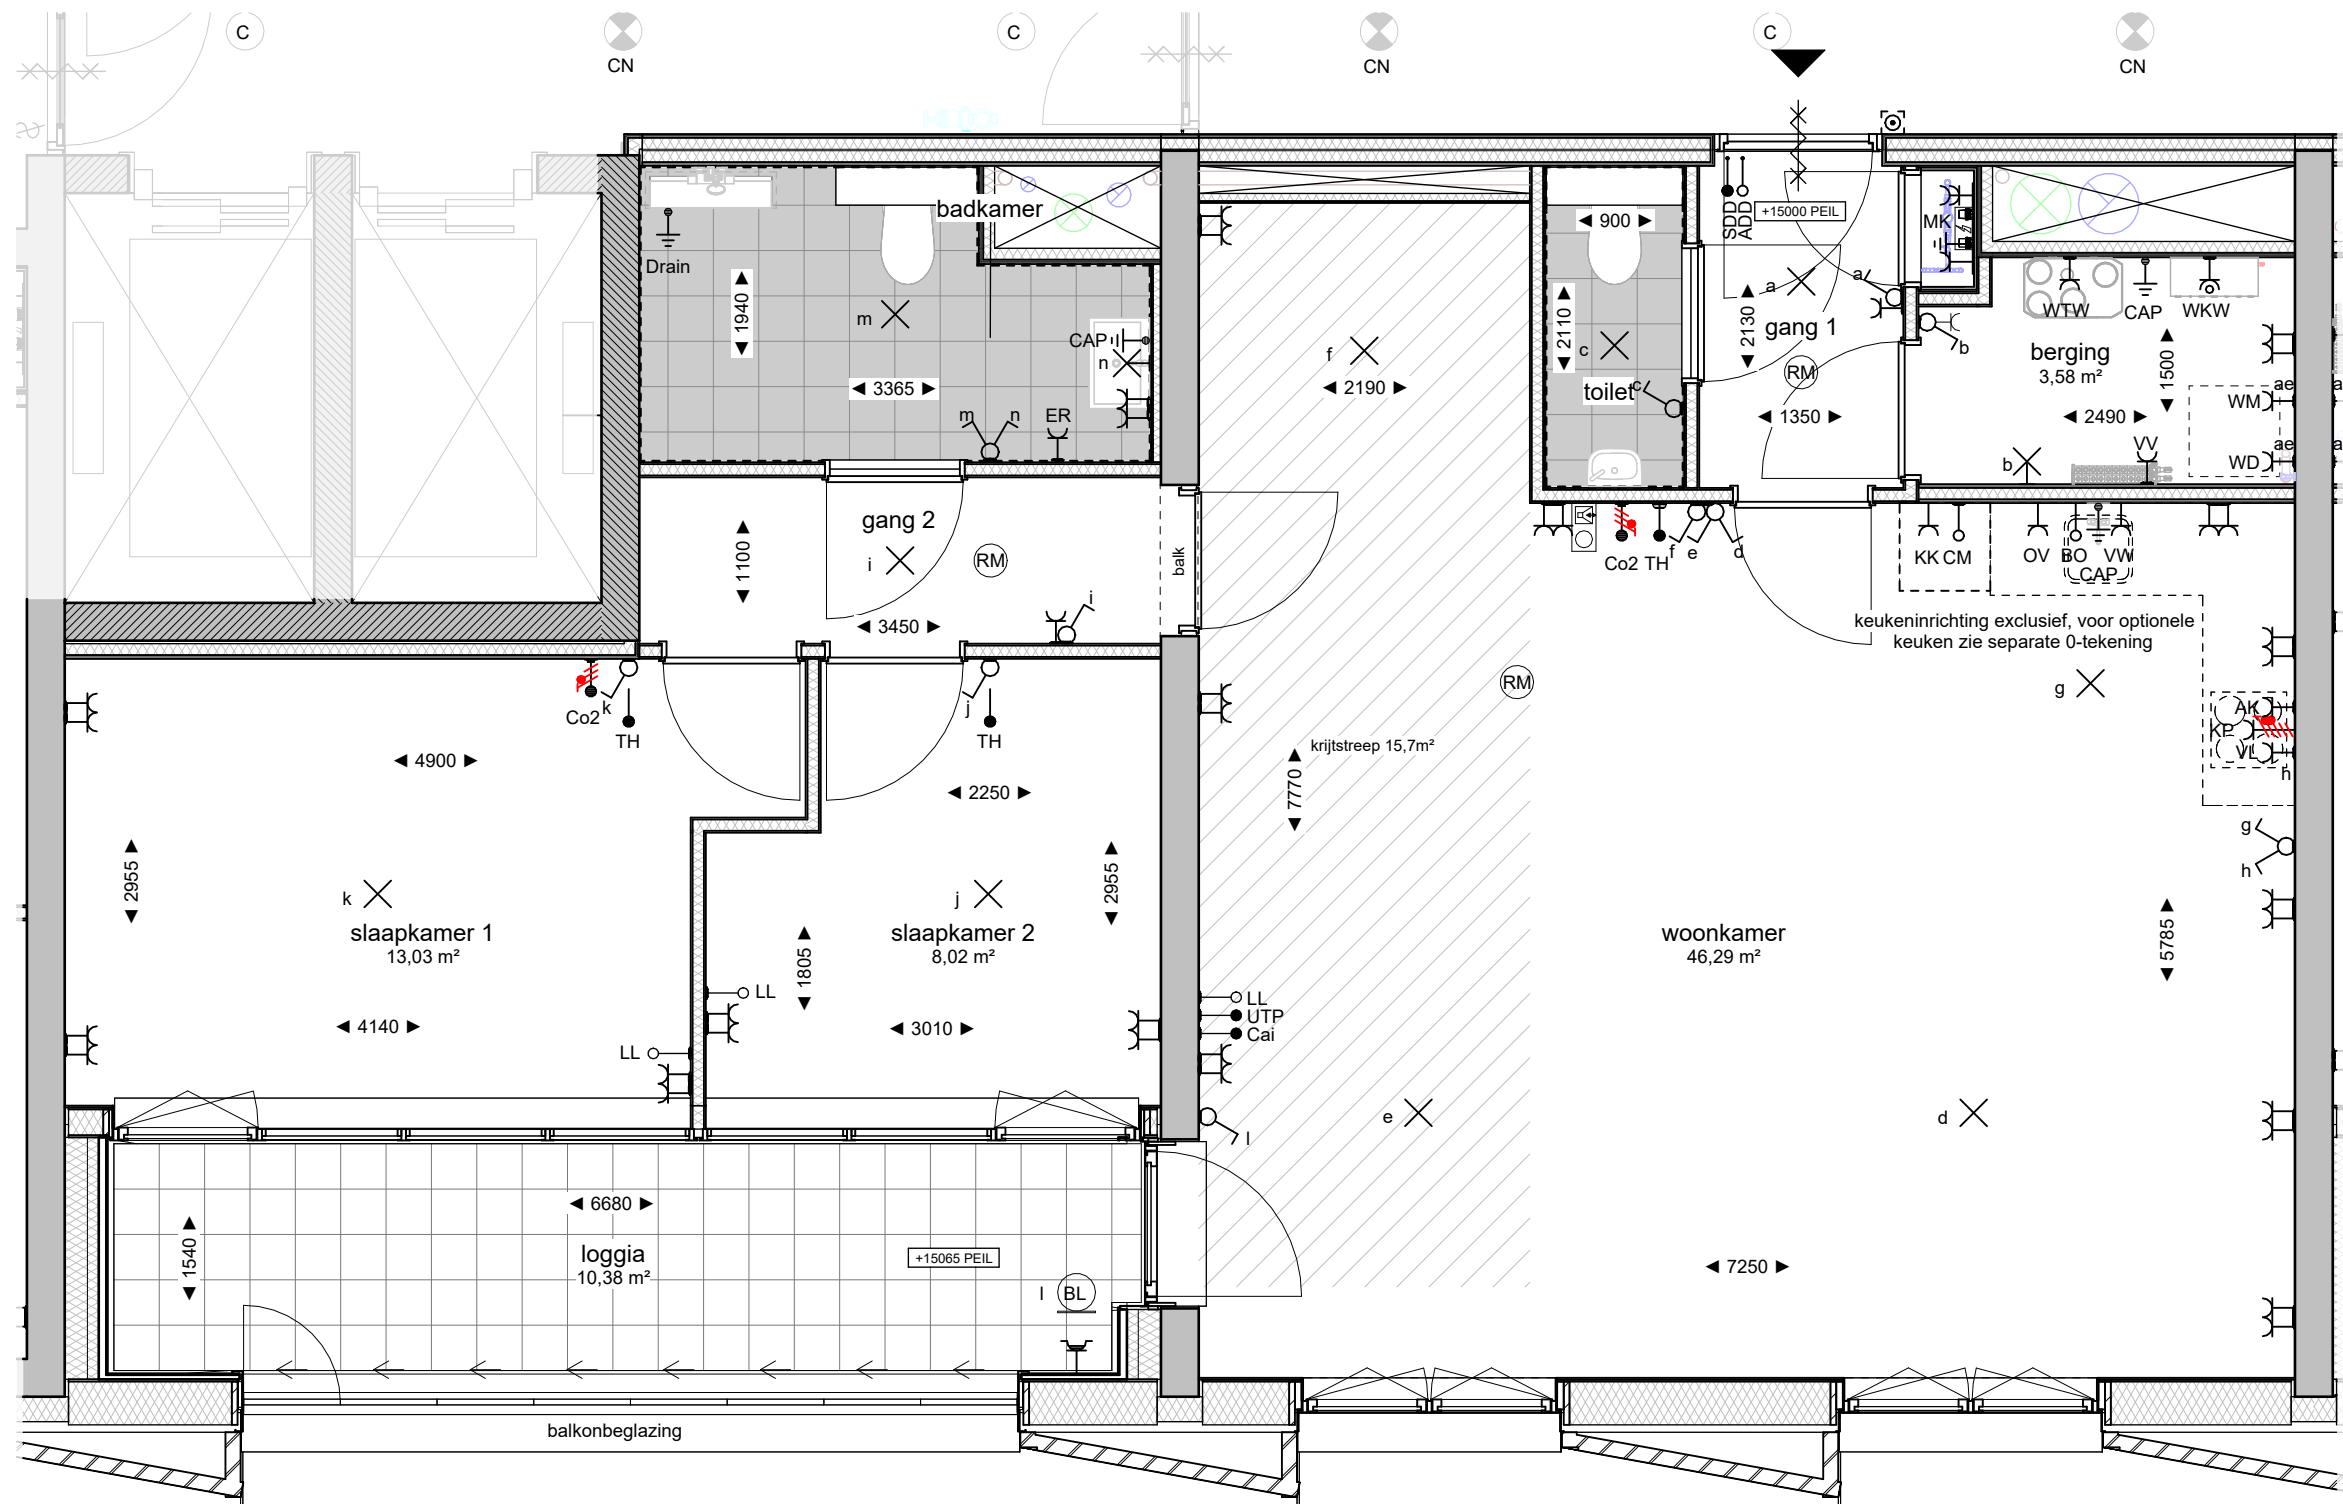 C
C
C
CN
CN
CN
badkamer
Drain
1940
m
CAP
n
3365
m
n
ER
f
2190
900
2110
c
toilet
c
SDD
ADD
+15000 PEIL
a
a
2130
gang 1
RM
1350
MK
b
WTW
CAP
WKW
berging
3,58 m²
1500
2490
ae
WM
ae
WD
VV
b
gang 2
i
RM
1100
3450
i
balk
Co2
TH
f
e
d
KK
CM
OV
BO
VW
CAP
keukeninrichting exclusief, voor optionele
keuken zie separate 0-tekening
g
RM
AK
KP
VL
h
g
h
Co2
k
TH
j
TH
4900
2250
krijtstreep 15,7m²
7770
2955
2955
k
slaapkamer 1
13,03 m²
j
slaapkamer 2
8,02 m²
1805
woonkamer
46,29 m²
5785
LL
LL
UTP
Cai
4140
3010
LL
l
e
d
6680
1540
loggia
10,38 m²
+15065 PEIL
l
BL
7250
balkonbeglazing